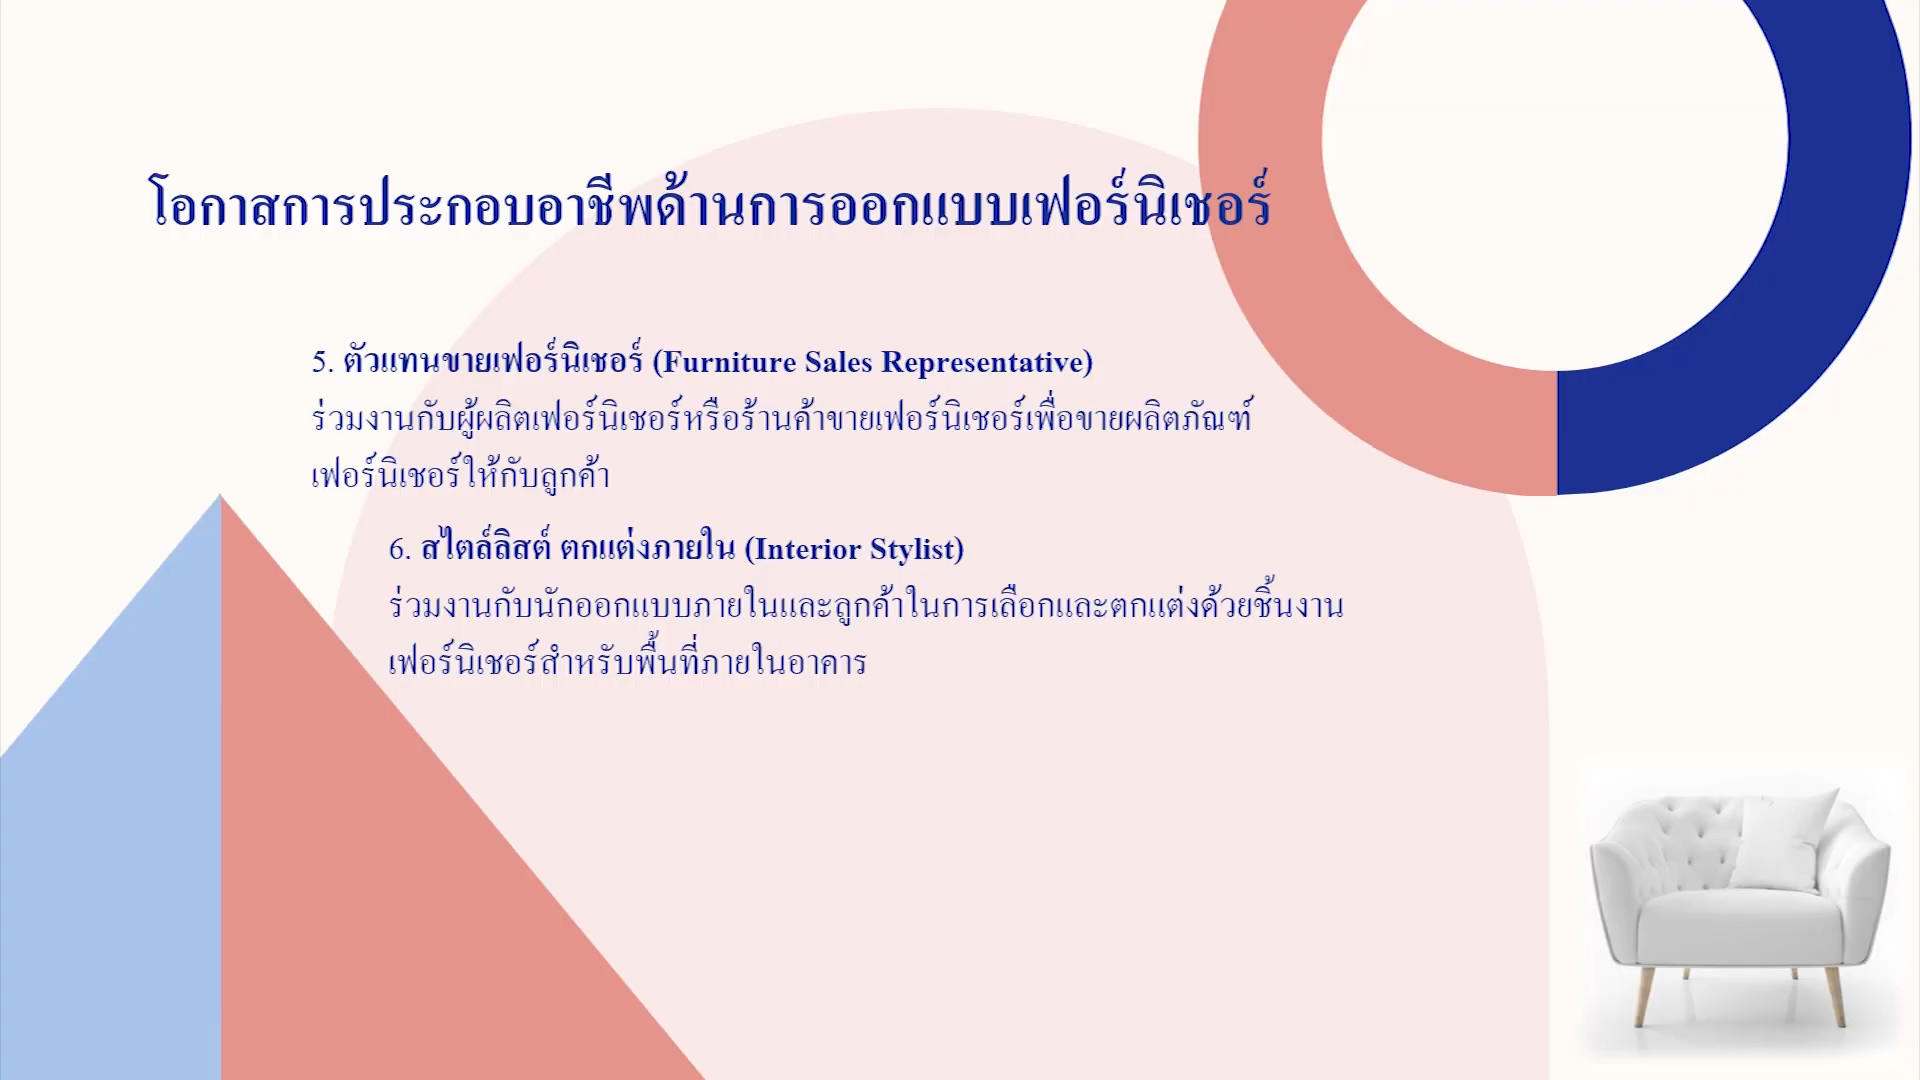 โอกาสการประกอบอาชีพด้านการออกแบบเฟอร์นิเชอร์
5. ตัวแทนขายเฟอร์นิเชอร์ (Furniture Sales Representative)
ร่วมงานกับผู้ผลิตเฟอร์นิเชอร์หรือร้านค้าขายเฟอร์นิเชอร์เพื่อขายผลิตภัณฑ์
เฟอร์นิเชอร์ให้กับลูกค้า
6. สไตล์ลิสต์ ตกแต่งภายใน (Interior Stylist)
ร่วมงานกับนักออกแบบภายในและลูกค้าในการเลือกและตกแต่งด้วยชิ้นงาน
เฟอร์นิเชอร์สำหรับพื้นที่ภายในอาคาร